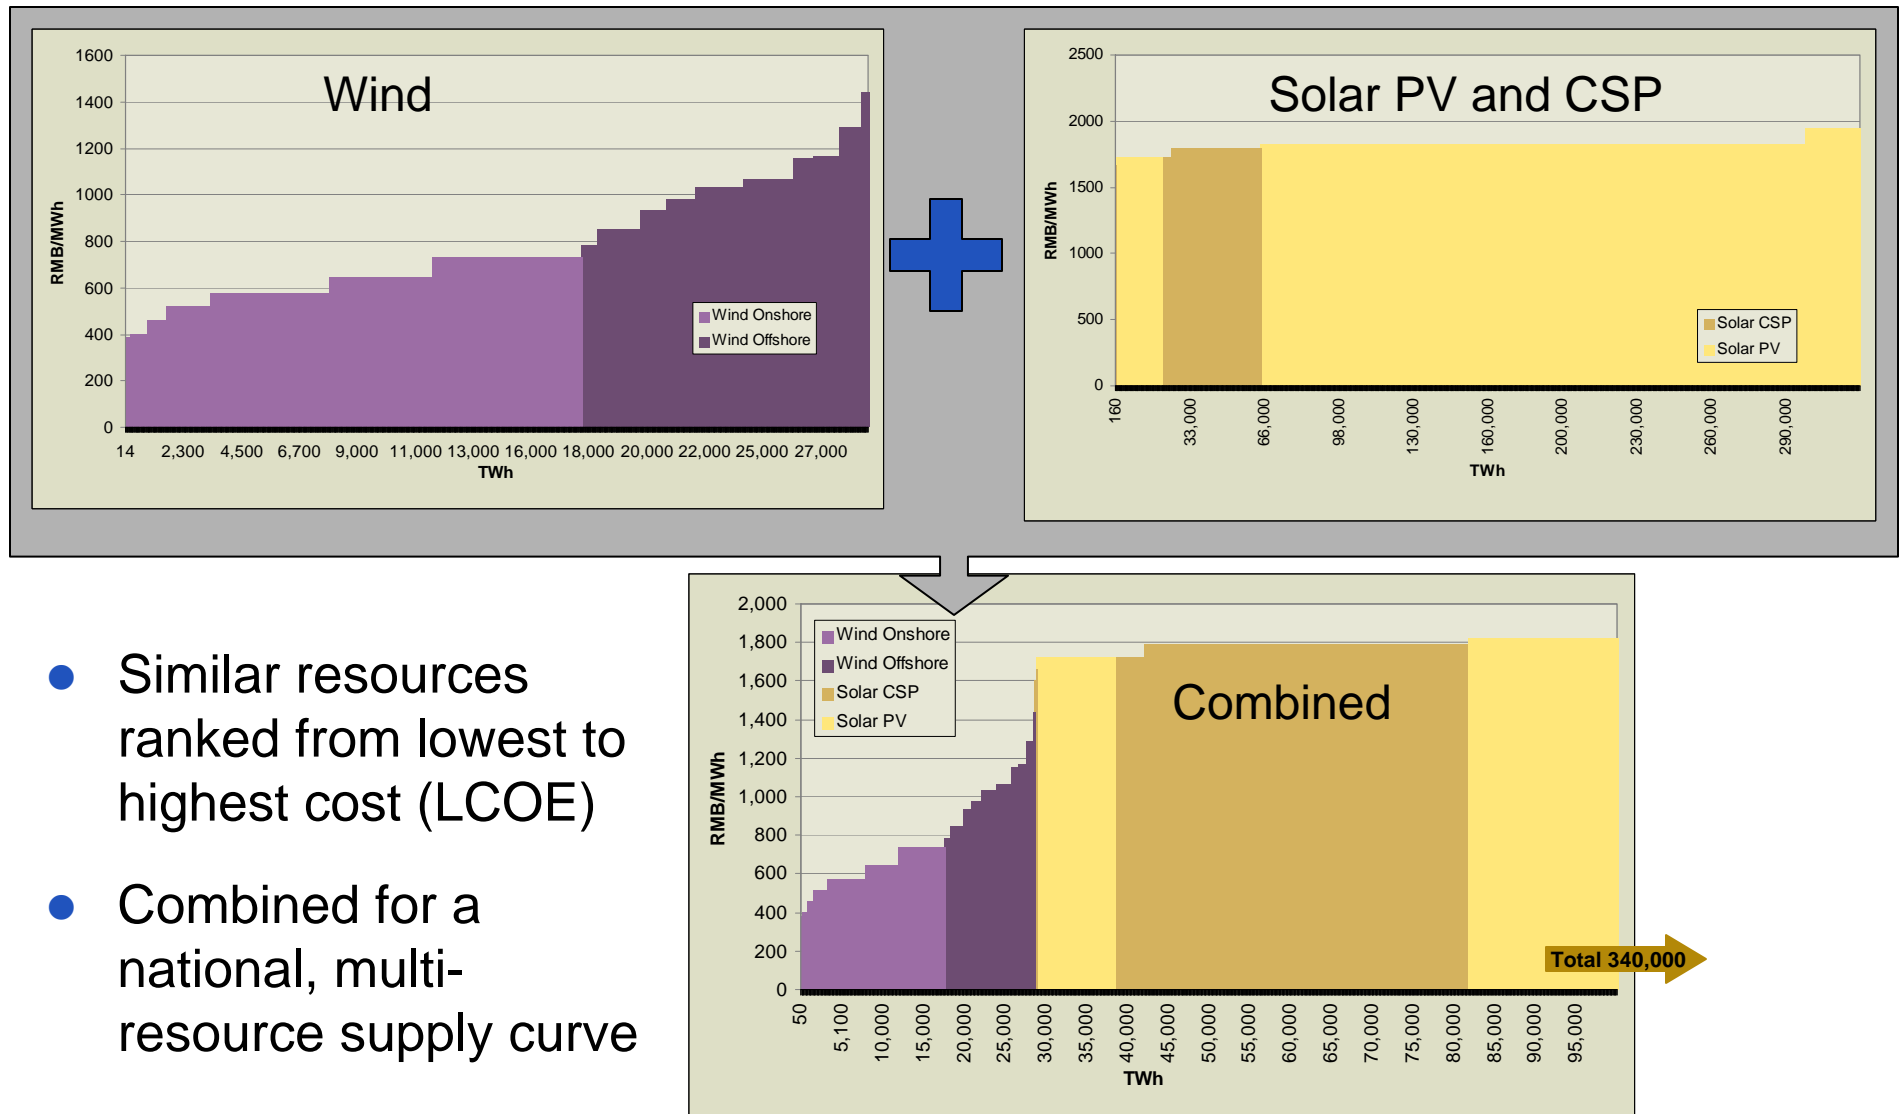 Wind
1600
1400
1200
1000
800
600
400
200
0
RMB/MWh
Wind Onshore
Wind Offshore
14 2,300 4,500 6,700 9,000 11,000 13,000 16,000 18,000 20,000 22,000 25,000 27,000
TWh
Solar PV and CSP
2500
2000
1500
1000
500
0
RMB/MWh
Solar CSP
Solar PV
160 33,000 66,000 98,000 130,000 160,000 200,000 230,000 260,000 290,000
TWh
Similar resources
ranked from lowest to
highest cost (LCOE)
Combined for a
national, multi-
resource supply curve
2,000
1,800
1,600
1,400
1,200
1,000
800
600
400
200
0
RMB/MWh
Wind Onshore
Wind Offshore
Solar CSP
Solar PV
Combined
Total 340,000
50 5,100 10,000 15,000 20,000 25,000 30,000 35,000 40,000 45,000 50,000 55,000 60,000 65,000 70,000 75,000 80,000 85,000 90,000 95,000
TWh